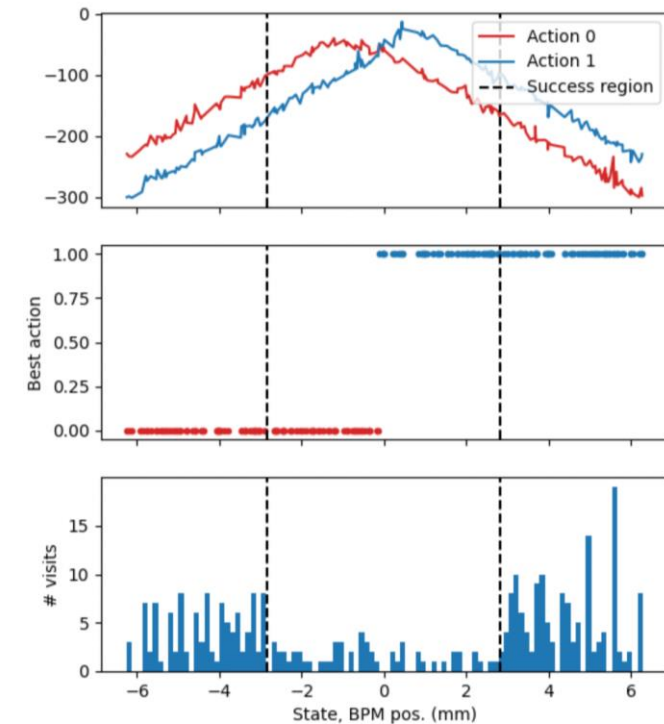 0
−100
−200
−300
Action 0
Action 1
Success region
1.00
0.75
0.50
0.25
0.00
Best action
15
10
5
0
# visits
−6 −4 −2 0 2 4 6
State, BPM pos. (mm)